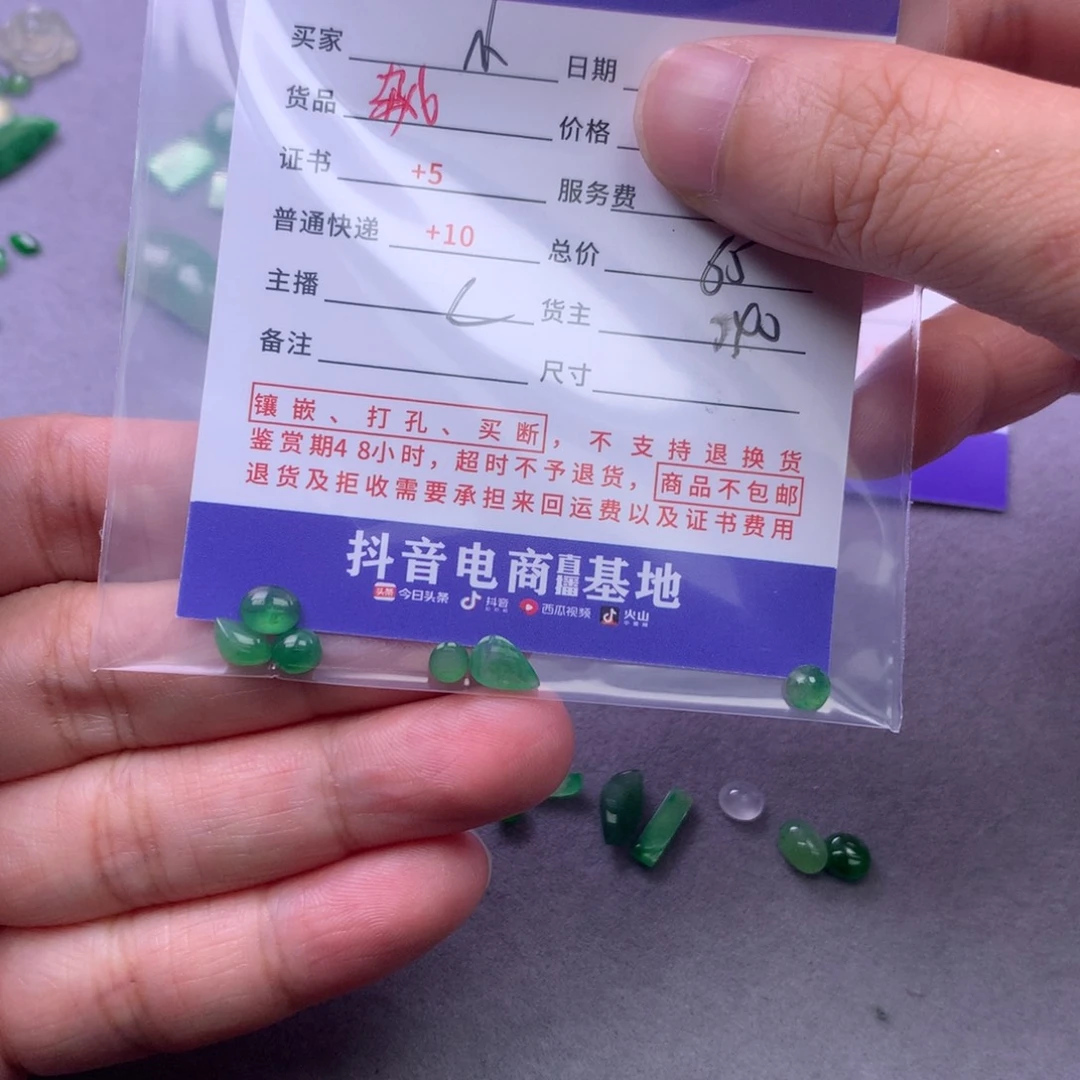 买家 日期
货品 杂6 价格
证书 +5 服务费
普通快递 +10 总价 65
主播 L 货主
备注 尺寸
镶嵌、打孔、买断，不支持退换货
鉴赏期48小时，超时不予退货，商品不包邮
退货及拒收需要承担来回运费以及证书费用
抖音电商直播基地
头条 今日头条 抖音 西瓜视频 火山